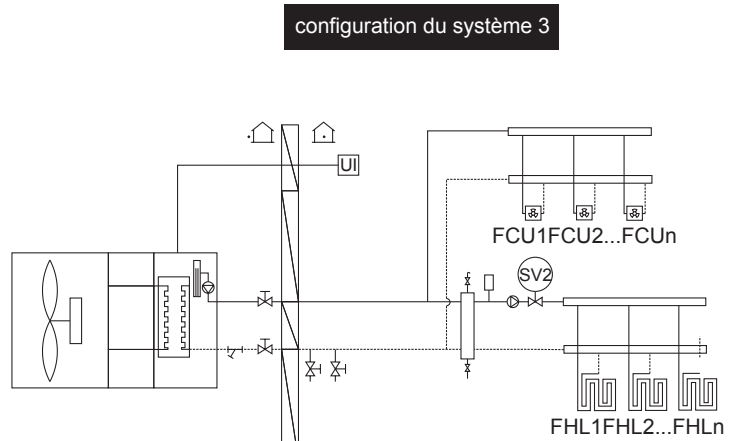 configuration du système 3
UI
FCU1FCU2...FCUn
SV2
FHL1FHL2...FHLn